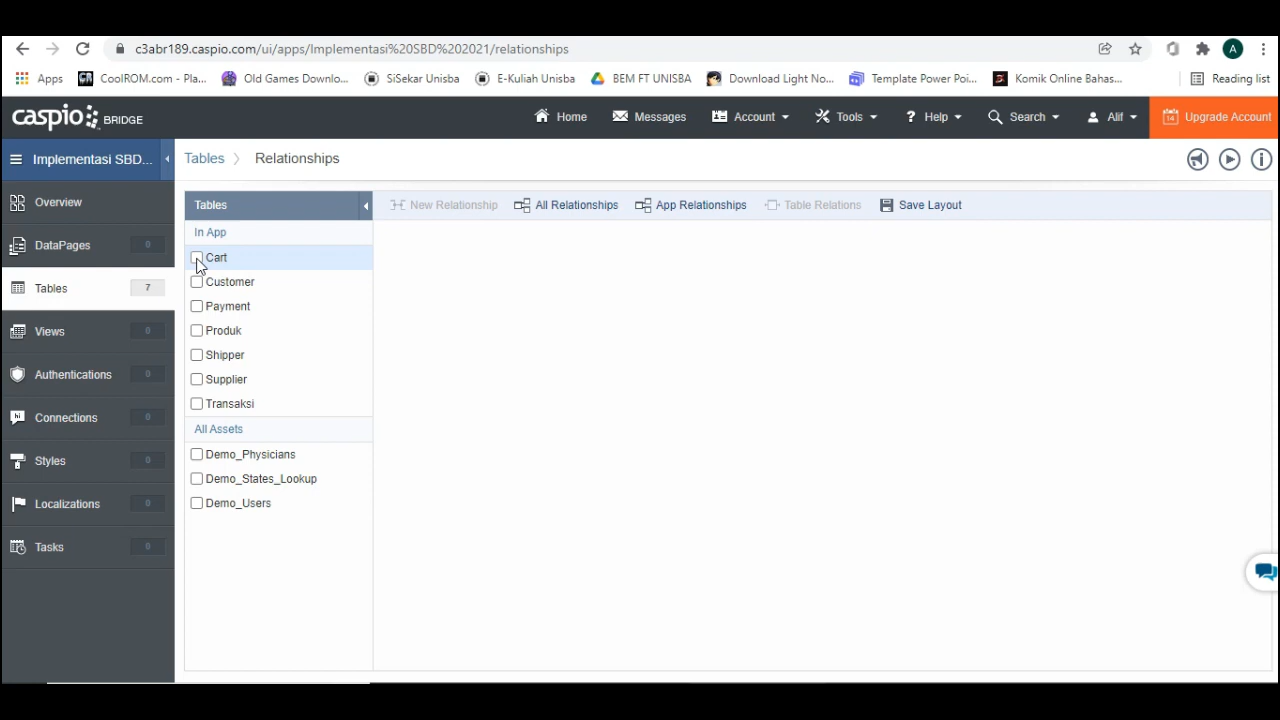 c3abr189.caspio.com/ui/apps/Implementasi%20SBD%202021/relationships
A
Apps
CoolROM.com - Pla...
Old Games Downlo...
SiSekar Unisba
E-Kuliah Unisba
BEM FT UNISBA
Download Light No...
Template Power Poi...
Komik Online Bahas...
Reading list
caspio BRIDGE
Home
Messages
Account
Tools
? Help
Search
Alif
14
Upgrade Account
Implementasi SBD...
Tables
Relationships
Overview
DataPages 0
Tables 7
Views 0
Authentications 0
Connections 0
Styles 0
Localizations 0
Tasks 0
Tables
New Relationship
All Relationships
App Relationships
Table Relations
Save Layout
In App
Cart
Customer
Payment
Produk
Shipper
Supplier
Transaksi
All Assets
Demo_Physicians
Demo_States_Lookup
Demo_Users